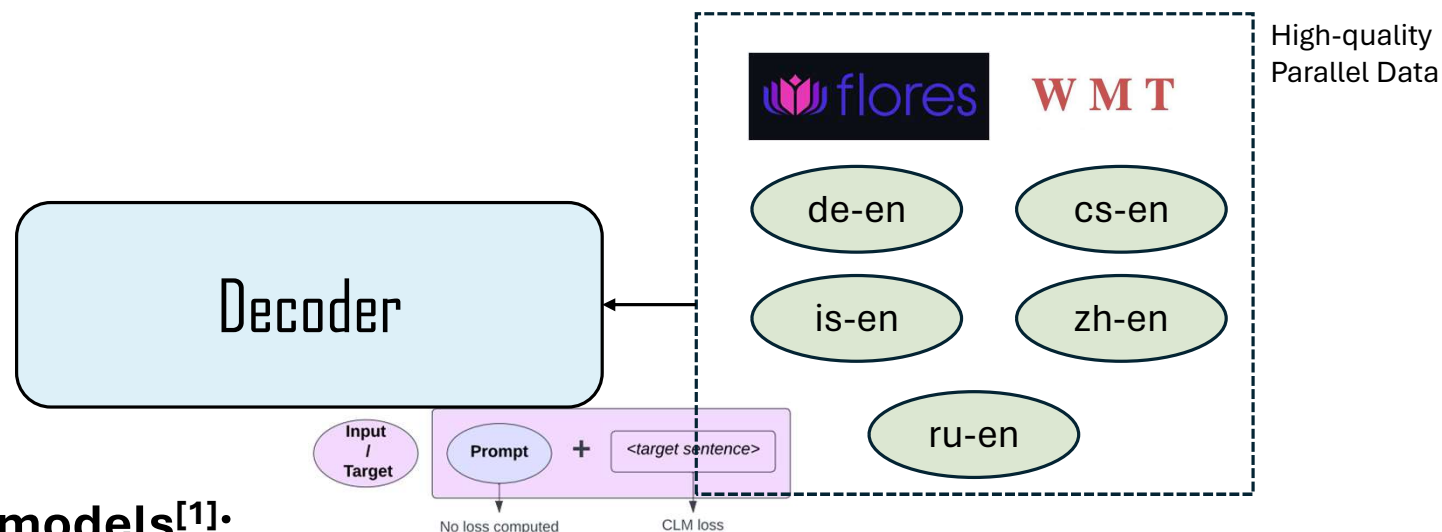 High-quality
Parallel Data
flores
W M T
de-en
cs-en
Decoder
is-en
zh-en
ru-en
Input
/
Target
Prompt
+
<target sentence>
models[1]:
No loss computed
CLM loss